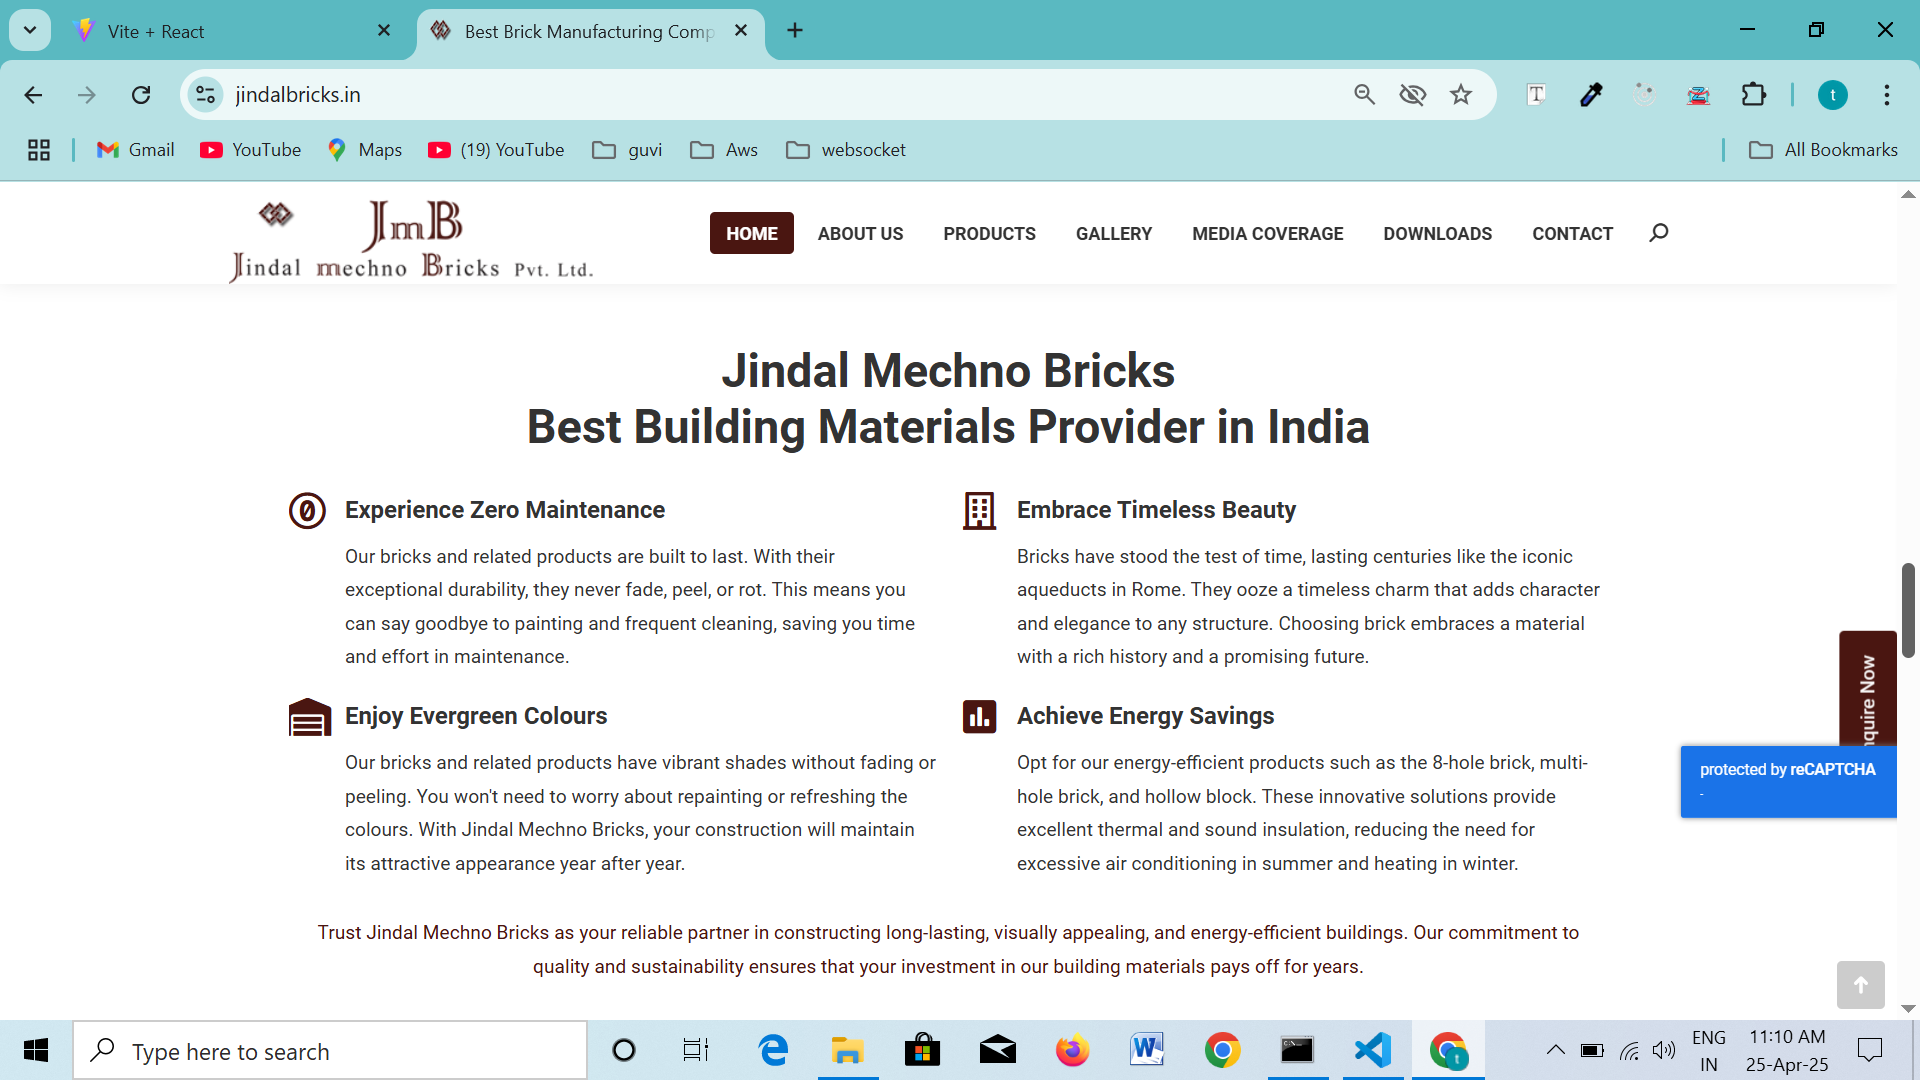 Vite + React
Best Brick Manufacturing Comp
jindalbricks.in
Gmail
YouTube
Maps
(19) YouTube
guvi
Aws
websocket
All Bookmarks
JmB
Jindal mechno Bricks Pvt. Ltd.
HOME
ABOUT US
PRODUCTS
GALLERY
MEDIA COVERAGE
DOWNLOADS
CONTACT
Jindal Mechno Bricks
Best Building Materials Provider in India
Experience Zero Maintenance
Our bricks and related products are built to last. With their
exceptional durability, they never fade, peel, or rot. This means you
can say goodbye to painting and frequent cleaning, saving you time
and effort in maintenance.
Embrace Timeless Beauty
Bricks have stood the test of time, lasting centuries like the iconic
aqueducts in Rome. They ooze a timeless charm that adds character
and elegance to any structure. Choosing brick embraces a material
with a rich history and a promising future.
Enjoy Evergreen Colours
Our bricks and related products have vibrant shades without fading or
peeling. You won't need to worry about repainting or refreshing the
colours. With Jindal Mechno Bricks, your construction will maintain
its attractive appearance year after year.
Achieve Energy Savings
Opt for our energy-efficient products such as the 8-hole brick, multi-
hole brick, and hollow block. These innovative solutions provide
excellent thermal and sound insulation, reducing the need for
excessive air conditioning in summer and heating in winter.
nquire Now
protected by reCAPTCHA
-
Trust Jindal Mechno Bricks as your reliable partner in constructing long-lasting, visually appealing, and energy-efficient buildings. Our commitment to
quality and sustainability ensures that your investment in our building materials pays off for years.
Type here to search
ENG
IN
11:10 AM
25-Apr-25